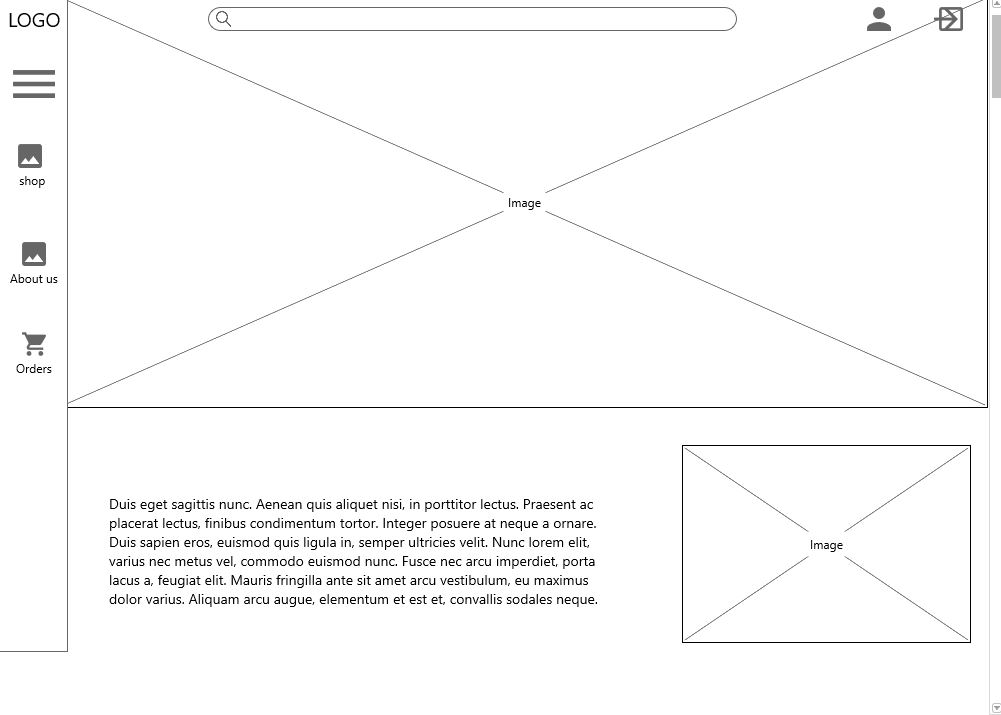 LOGO
shop
About us
Orders
Image
Duis eget sagittis nunc. Aenean quis aliquet nisi, in porttitor lectus. Praesent ac
placerat lectus, finibus condimentum tortor. Integer posuere at neque a ornare.
Duis sapien eros, euismod quis ligula in, semper ultricies velit. Nunc lorem elit,
varius nec metus vel, commodo euismod nunc. Fusce nec arcu imperdiet, porta
lacus a, feugiat elit. Mauris fringilla ante sit amet arcu vestibulum, eu maximus
dolor varius. Aliquam arcu augue, elementum et est et, convallis sodales neque.
Image